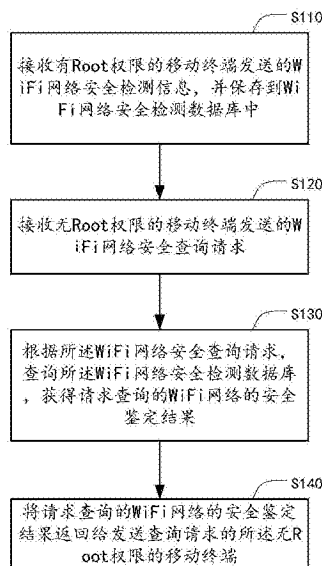 S110
接收有Root权限的移动终端发送的W
iFi网络安全检测信息，并保存到Wi
Fi网络安全检测数据库中
S120
接收无Root权限的移动终端发送的W
iFi网络安全查询请求
S130
根据所述WiFi网络安全查询请求，
查询所述WiFi网络安全检测数据库
，获得请求查询的WiFi网络的安全
鉴定结果
S140
将请求查询的WiFi网络的安全鉴定
结果返回给发送查询请求的所述无R
oot权限的移动终端